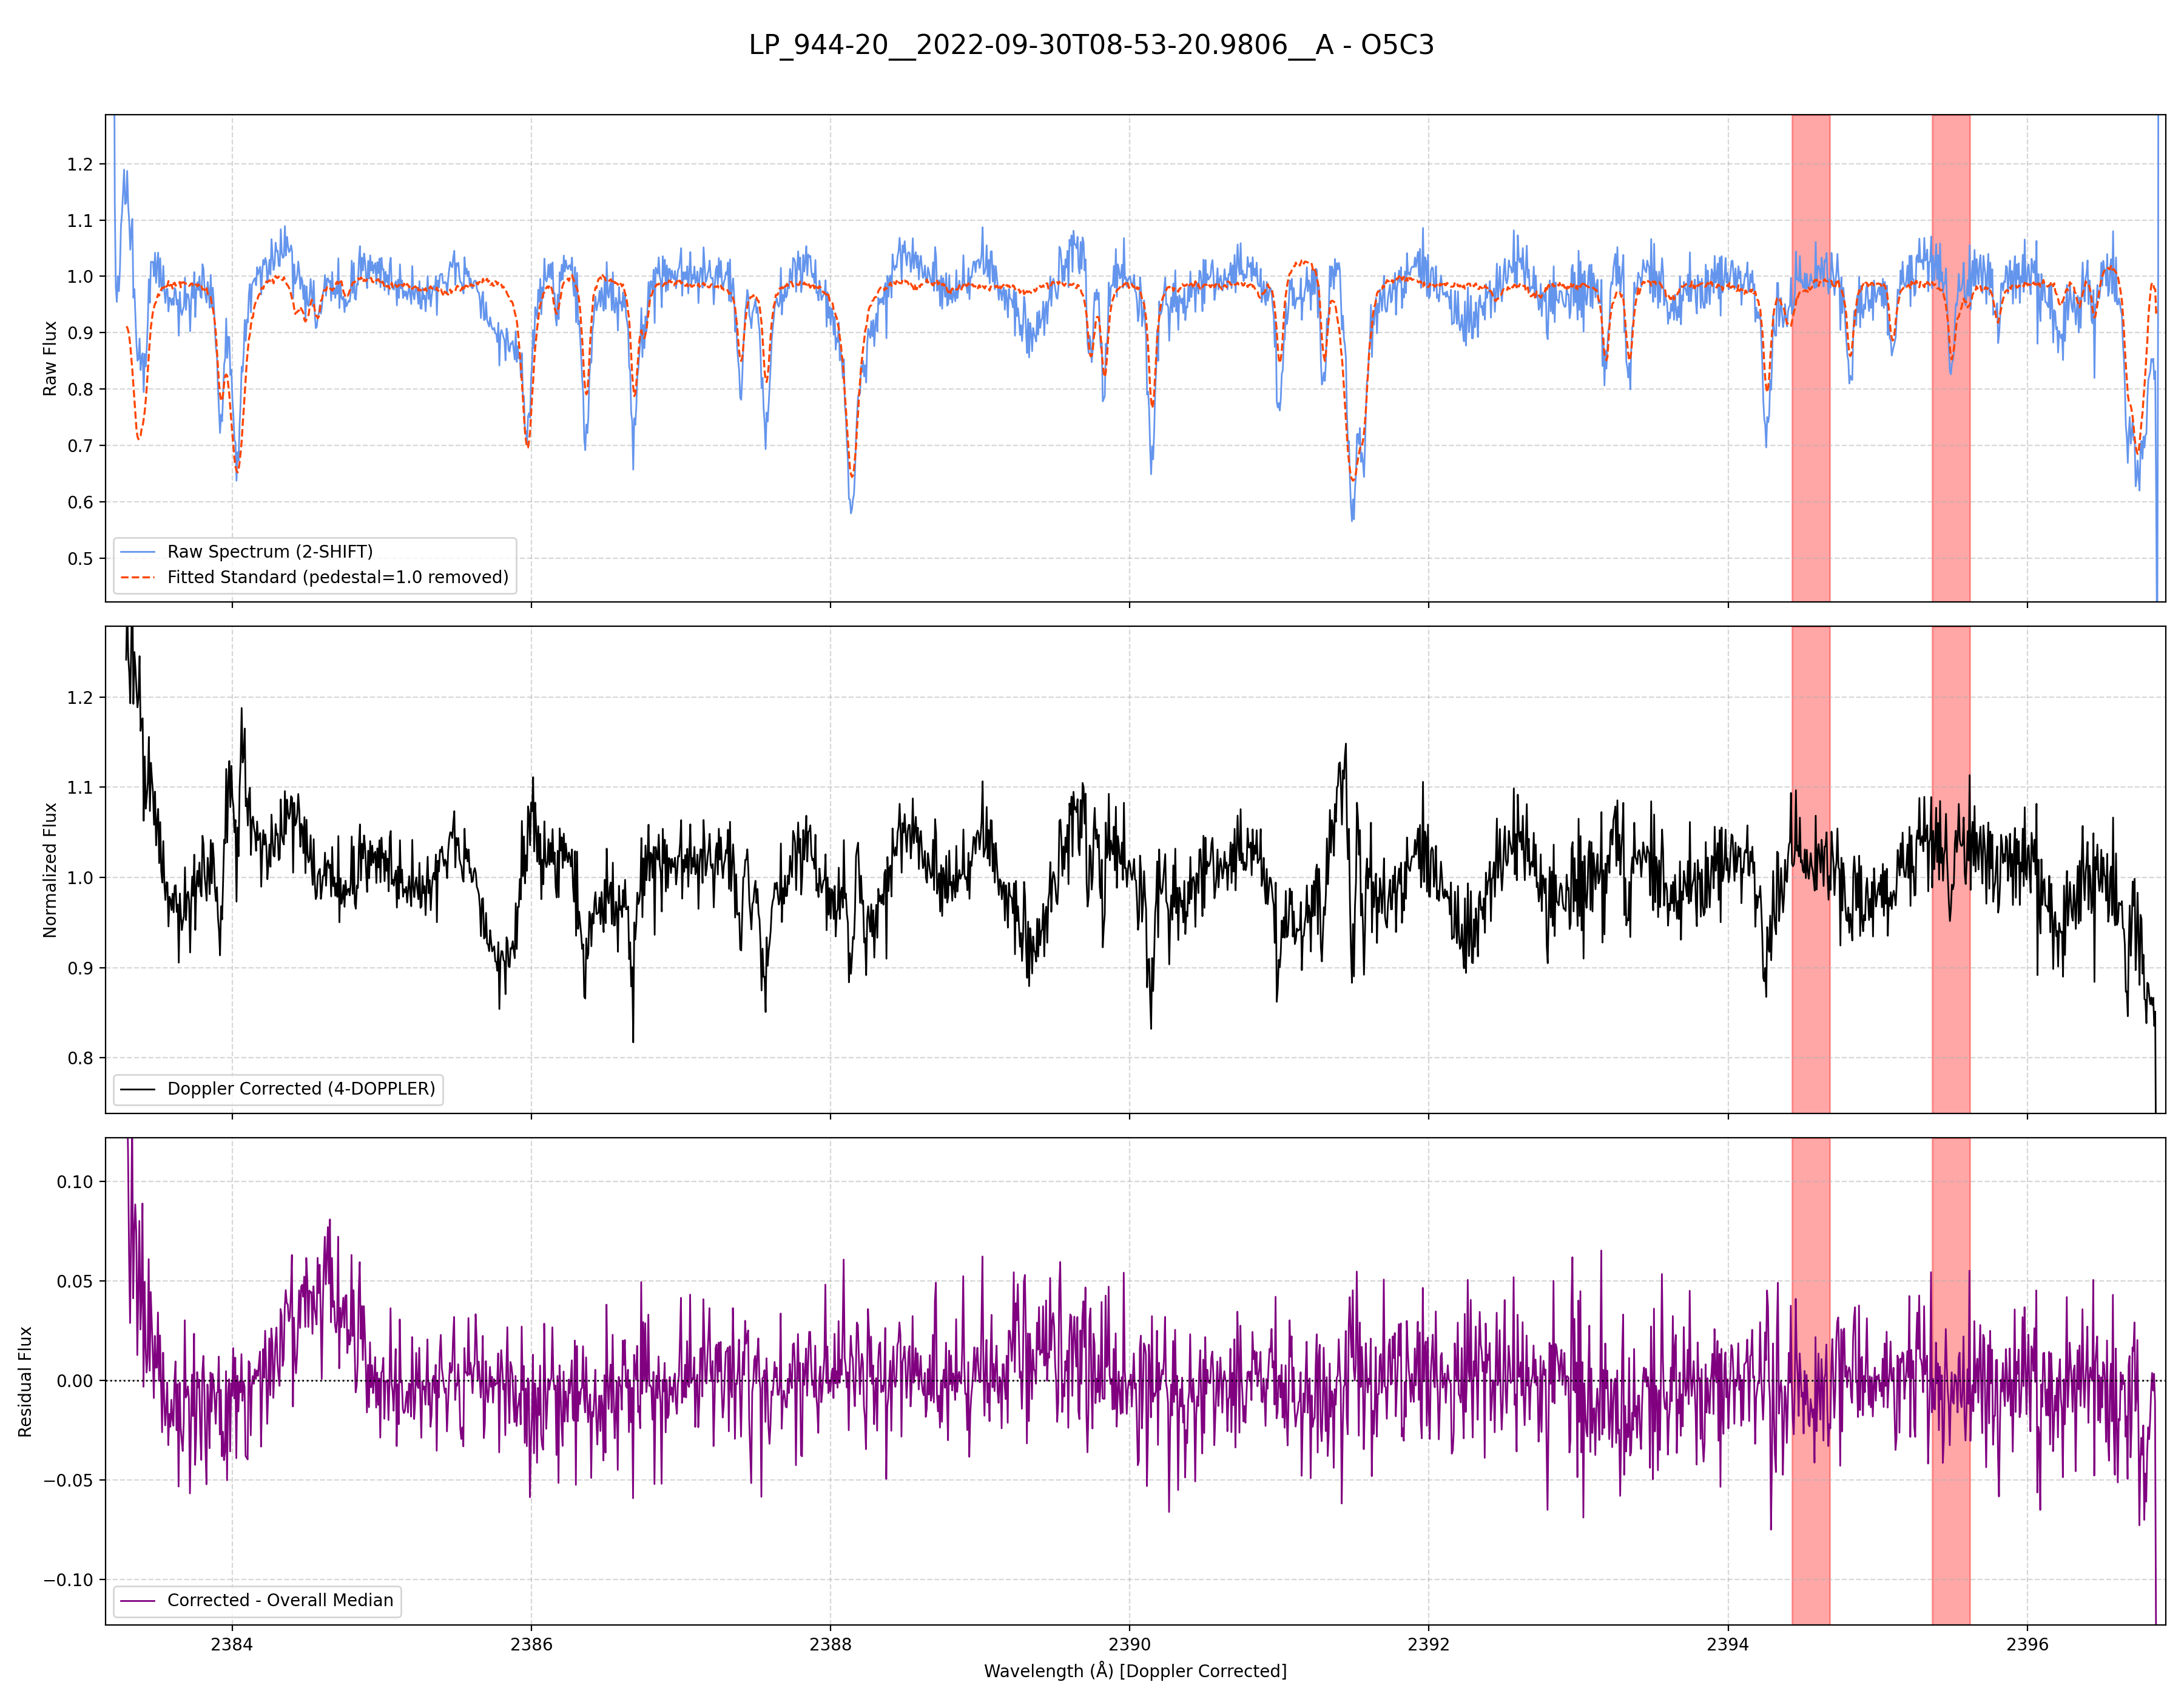 LP_944-20__2022-09-30T08-53-20.9806__A - O5C3
Raw Flux
1.2
1.1
1.0
0.9
0.8
0.7
0.6
0.5
Raw Spectrum (2-SHIFT)
Fitted Standard (pedestal=1.0 removed)
Normalized Flux
1.2
1.1
1.0
0.9
0.8
Doppler Corrected (4-DOPPLER)
Residual Flux
0.10
0.05
0.00
−0.05
−0.10
Corrected - Overall Median
2384 2386 2388 2390 2392 2394 2396
Wavelength (Å) [Doppler Corrected]